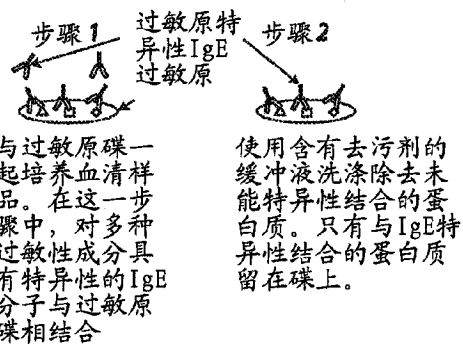 步骤1
过敏原特
异性IgE
过敏原
步骤2
与过敏原碟一
起培养血清样
品。在这一步
骤中，对多种
过敏性成分具
有特异性的IgE
分子与过敏原
碟相结合
使用含有去污剂的
缓冲液洗涤除去未
能特异性结合的蛋
白质。只有与IgE特
异性结合的蛋白质
留在碟上。